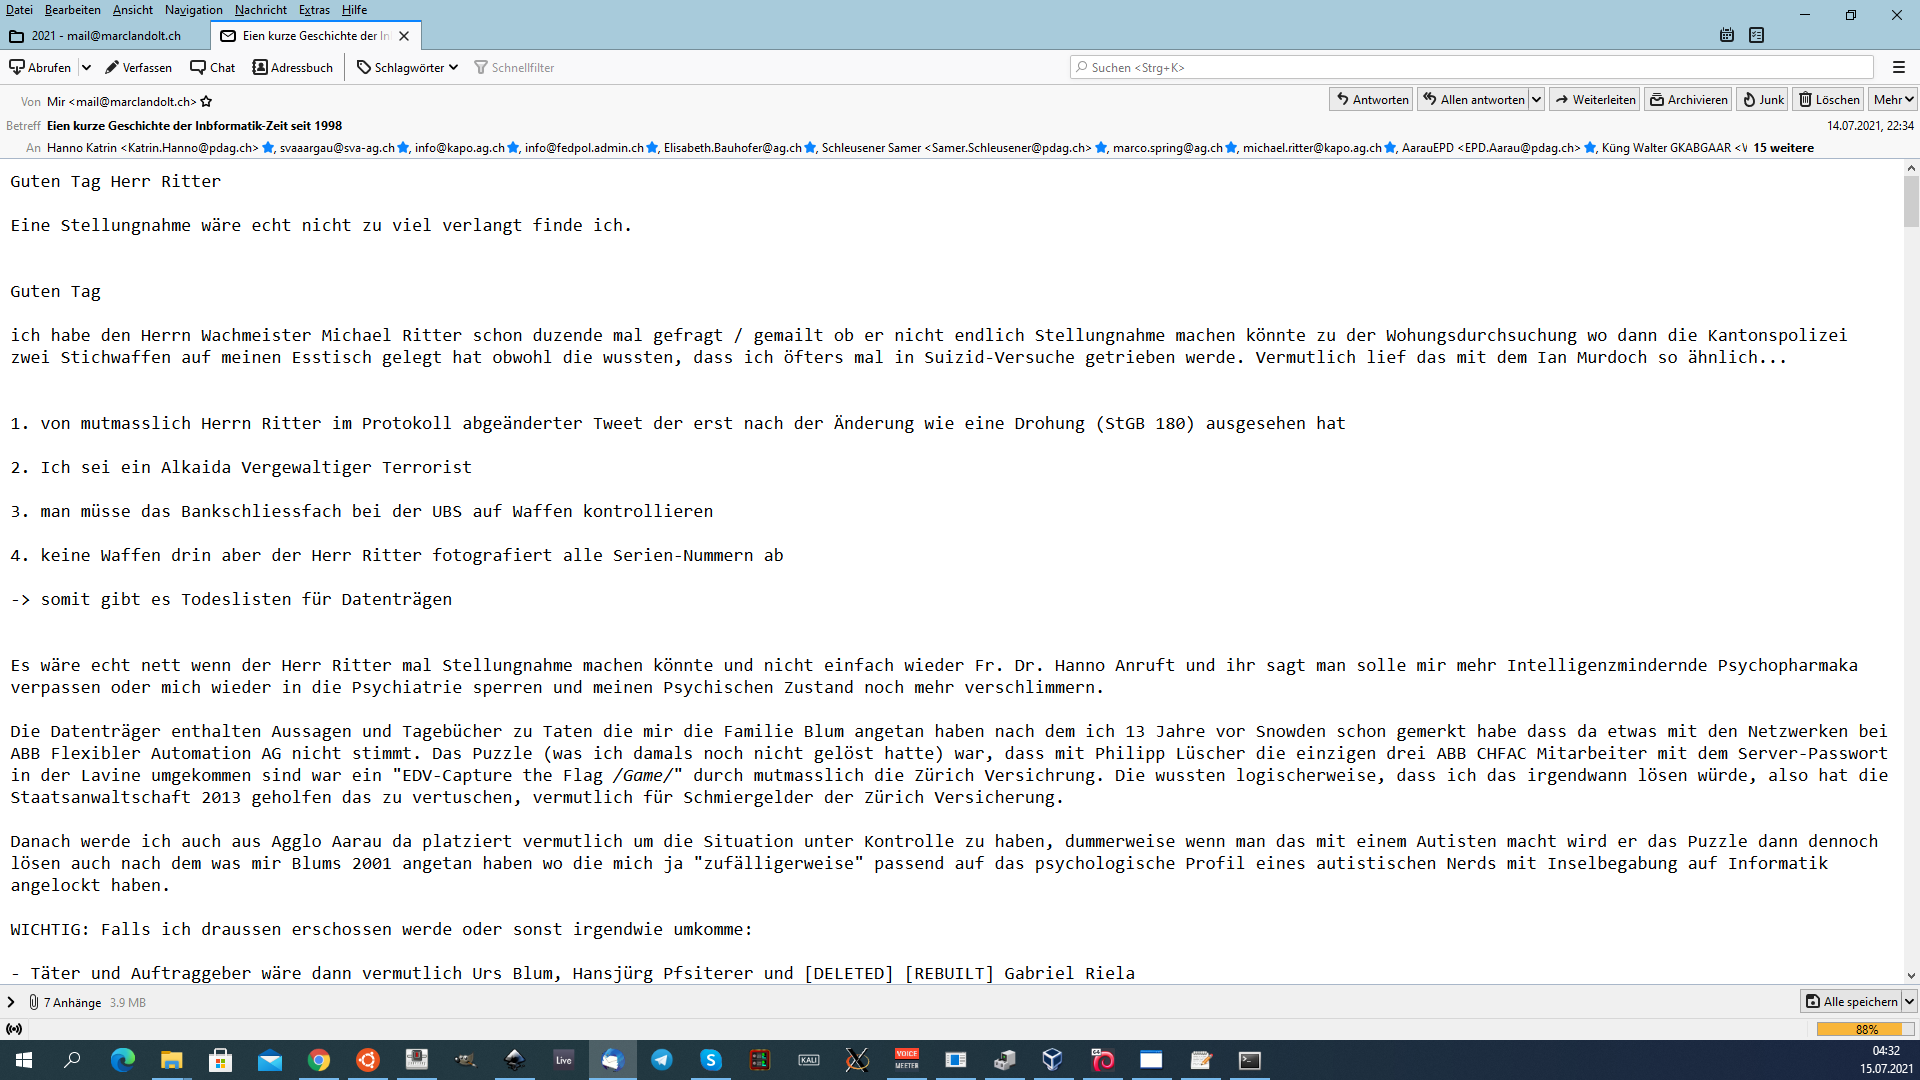 Datei Bearbeiten Ansicht Navigation Nachricht Extras Hilfe
2021 - mail@marclandolt.ch
Eien kurze Geschichte der In
Abrufen Verfassen Chat Adressbuch Schlagwörter Schnellfilter
Suchen <Strg+K>
Von Mir <mail@marclandolt.ch>
Antworten Allen antworten Weiterleiten Archivieren Junk Löschen Mehr
Betreff Eien kurze Geschichte der Inbformatik-Zeit seit 1998
14.07.2021, 22:34
An Hanno Katrin <Katrin.Hanno@pdag.ch>, svaaargau@sva-ag.ch, info@kapo.ag.ch, info@fedpol.admin.ch, Elisabeth.Bauhofer@ag.ch, Schleusener Samer <Samer.Schleusener@pdag.ch>, marco.spring@ag.ch, michael.ritter@kapo.ag.ch, AarauEPD <EPD.Aarau@pdag.ch>, Küng Walter GKABGAAR <V 15 weitere
Guten Tag Herr Ritter
Eine Stellungnahme wäre echt nicht zu viel verlangt finde ich.
Guten Tag
ich habe den Herrn Wachmeister Michael Ritter schon duzende mal gefragt / gemailt ob er nicht endlich Stellungnahme machen könnte zu der Wohungsdurchsuchung wo dann die Kantonspolizei
zwei Stichwaffen auf meinen Esstisch gelegt hat obwohl die wussten, dass ich öfters mal in Suizid-Versuche getrieben werde. Vermutlich lief das mit dem Ian Murdoch so ähnlich...
1. von mutmasslich Herrn Ritter im Protokoll abgeänderter Tweet der erst nach der Änderung wie eine Drohung (StGB 180) ausgesehen hat
2. Ich sei ein Alkaida Vergewaltiger Terrorist
3. man müsse das Bankschliessfach bei der UBS auf Waffen kontrollieren
4. keine Waffen drin aber der Herr Ritter fotografiert alle Serien-Nummern ab
-> somit gibt es Todeslisten für Datenträgen
Es wäre echt nett wenn der Herr Ritter mal Stellungnahme machen könnte und nicht einfach wieder Fr. Dr. Hanno Anruft und ihr sagt man solle mir mehr Intelligenzmindernde Psychopharmaka
verpassen oder mich wieder in die Psychiatrie sperren und meinen Psychischen Zustand noch mehr verschlimmern.
Die Datenträger enthalten Aussagen und Tagebücher zu Taten die mir die Familie Blum angetan haben nach dem ich 13 Jahre vor Snowden schon gemerkt habe dass da etwas mit den Netzwerken bei
ABB Flexibler Automation AG nicht stimmt. Das Puzzle (was ich damals noch nicht gelöst hatte) war, dass mit Philipp Lüscher die einzigen drei ABB CHFAC Mitarbeiter mit dem Server-Passwort
in der Lavine umgekommen sind war ein "EDV-Capture the Flag /Game/" durch mutmasslich die Zürich Versichrung. Die wussten logischerweise, dass ich das irgendwann lösen würde, also hat die
Staatsanwaltschaft 2013 geholfen das zu vertuschen, vermutlich für Schmiergelder der Zürich Versicherung.
Danach werde ich auch aus Agglo Aarau da platziert vermutlich um die Situation unter Kontrolle zu haben, dummerweise wenn man das mit einem Autisten macht wird er das Puzzle dann dennoch
lösen auch nach dem was mir Blums 2001 angetan haben wo die mich ja "zufälligerweise" passend auf das psychologische Profil eines autistischen Nerds mit Inselbegabung auf Informatik
angelockt haben.
WICHTIG: Falls ich draussen erschossen werde oder sonst irgendwie umkomme:
- Täter und Auftraggeber wäre dann vermutlich Urs Blum, Hansjürg Pfsiterer und [DELETED] [REBUILT] Gabriel Riela
7 Anhänge 3.9 MB
Alle speichern
88%
Live
KALI
VOICE
MEETER
04:32
15.07.2021